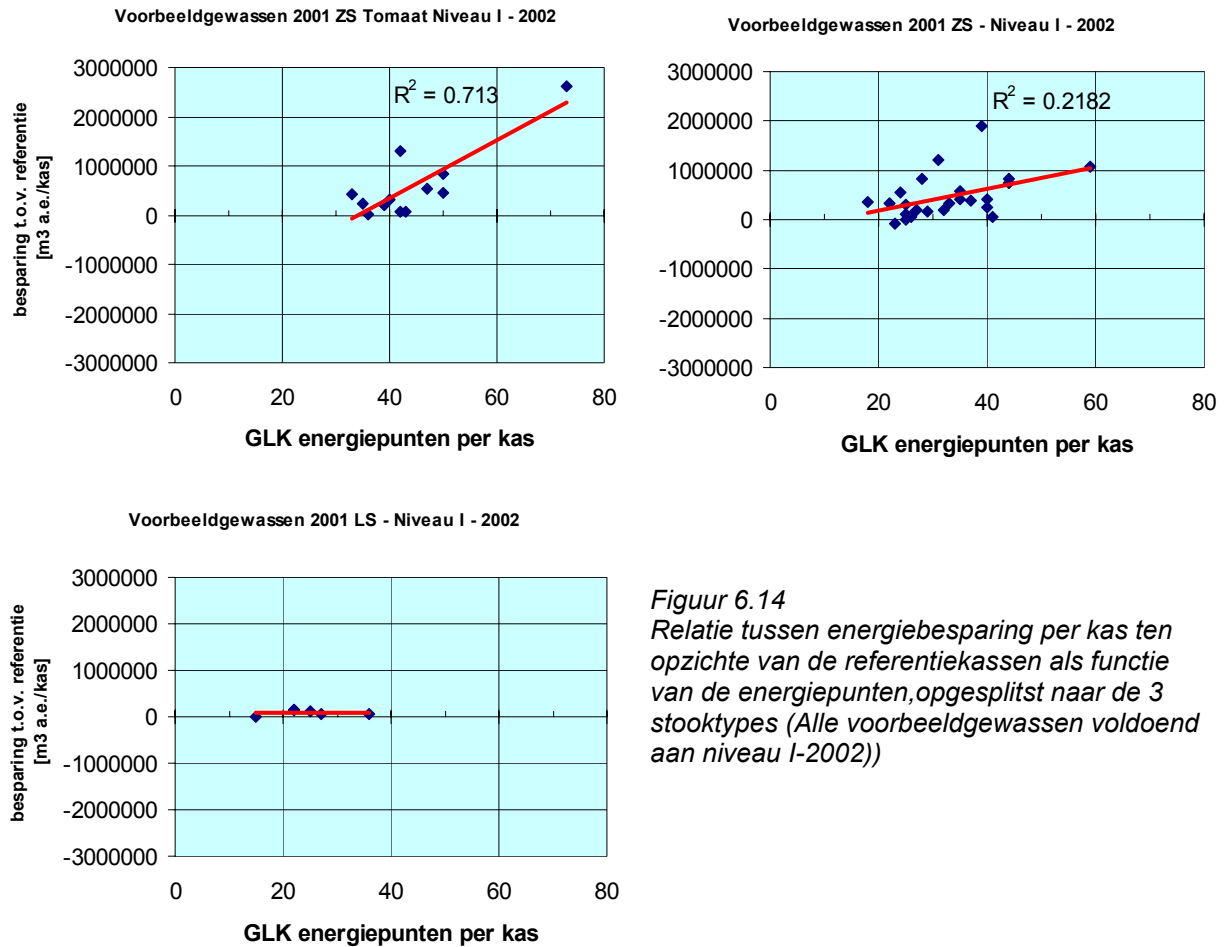 Voorbeeldgewassen 2001 ZS Tomaat Niveau I - 2002
besparing t.o.v. referentie
[m3 a.e./kas]
3000000
2000000
1000000
0
-1000000
-2000000
-3000000
R² = 0.713
0 20 40 60 80
GLK energiepunten per kas
Voorbeeldgewassen 2001 ZS - Niveau I - 2002
3000000
2000000
1000000
0
-1000000
-2000000
-3000000
R² = 0.2182
0 20 40 60 80
GLK energiepunten per kas
Voorbeeldgewassen 2001 LS - Niveau I - 2002
besparing t.o.v. referentie
[m3 a.e./kas]
3000000
2000000
1000000
0
-1000000
-2000000
-3000000
0 20 40 60 80
GLK energiepunten per kas
Figuur 6.14
Relatie tussen energiebesparing per kas ten
opzichte van de referentiekassen als functie
van de energiepunten,opgesplitst naar de 3
stooktypes (Alle voorbeeldgewassen voldoend
aan niveau I-2002))